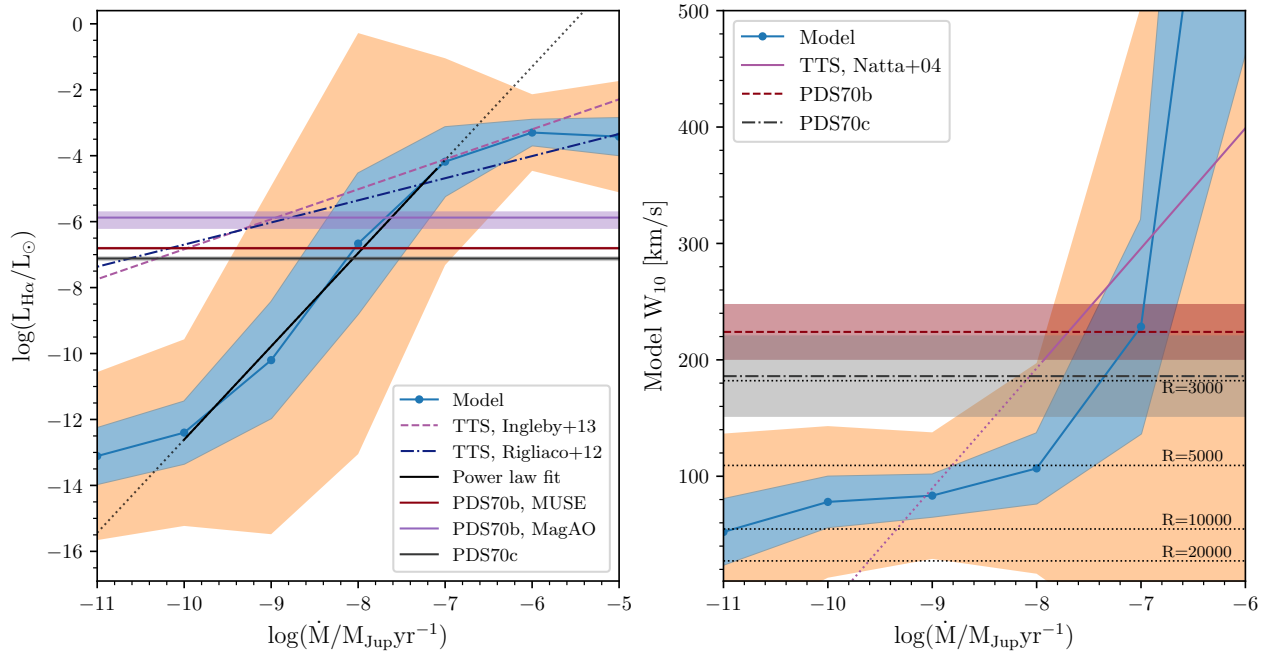 0
−2
−4
−6
−8
−10
−12
−14
−16
log(L_Hα/L_⊙)
−11
−10
−9
−8
−7
−6
−5
log(Ṁ/M_Jup yr⁻¹)
Model
TTS, Ingleby+13
TTS, Rigliaco+12
Power law fit
PDS70b, MUSE
PDS70b, MagAO
PDS70c
500
400
300
200
100
Model W₁₀ [km/s]
−11
−10
−9
−8
−7
−6
log(Ṁ/M_Jup yr⁻¹)
Model
TTS, Natta+04
PDS70b
PDS70c
R=3000
R=5000
R=10000
R=20000